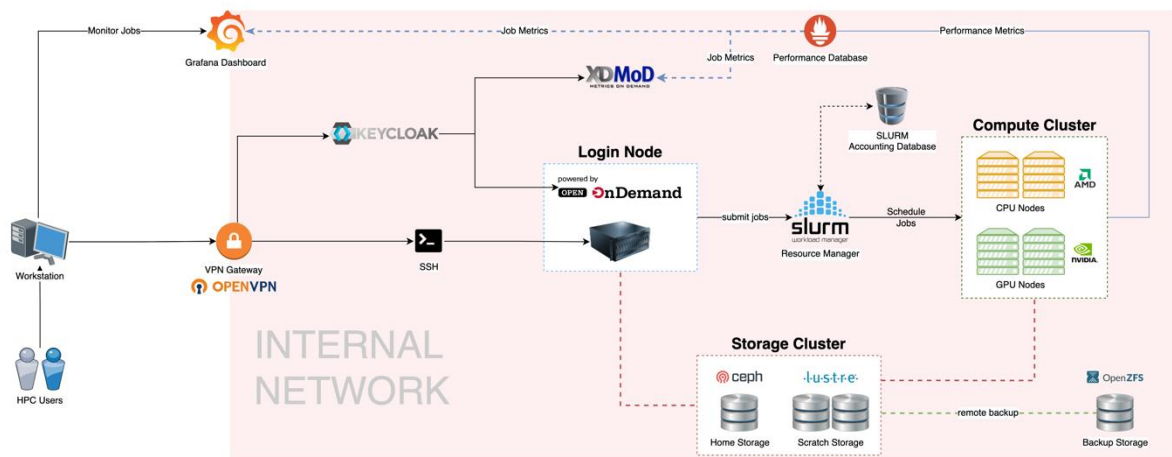 Monitor Jobs
Grafana Dashboard
Job Metrics
Job Metrics
Performance Database
Performance Metrics
XDMoD
METRICS ON DEMAND
KEYCLOAK
SLURM
Accounting Database
Login Node
powered by
OPEN OnDemand
submit jobs
slurm
workload manager
Resource Manager
Schedule
Jobs
Compute Cluster
AMD
CPU Nodes
NVIDIA
GPU Nodes
Workstation
VPN Gateway
OPENVPN
SSH
HPC Users
INTERNAL
NETWORK
Storage Cluster
ceph
l·u·s·t·r·e
Home Storage
Scratch Storage
remote backup
OpenZFS
Backup Storage